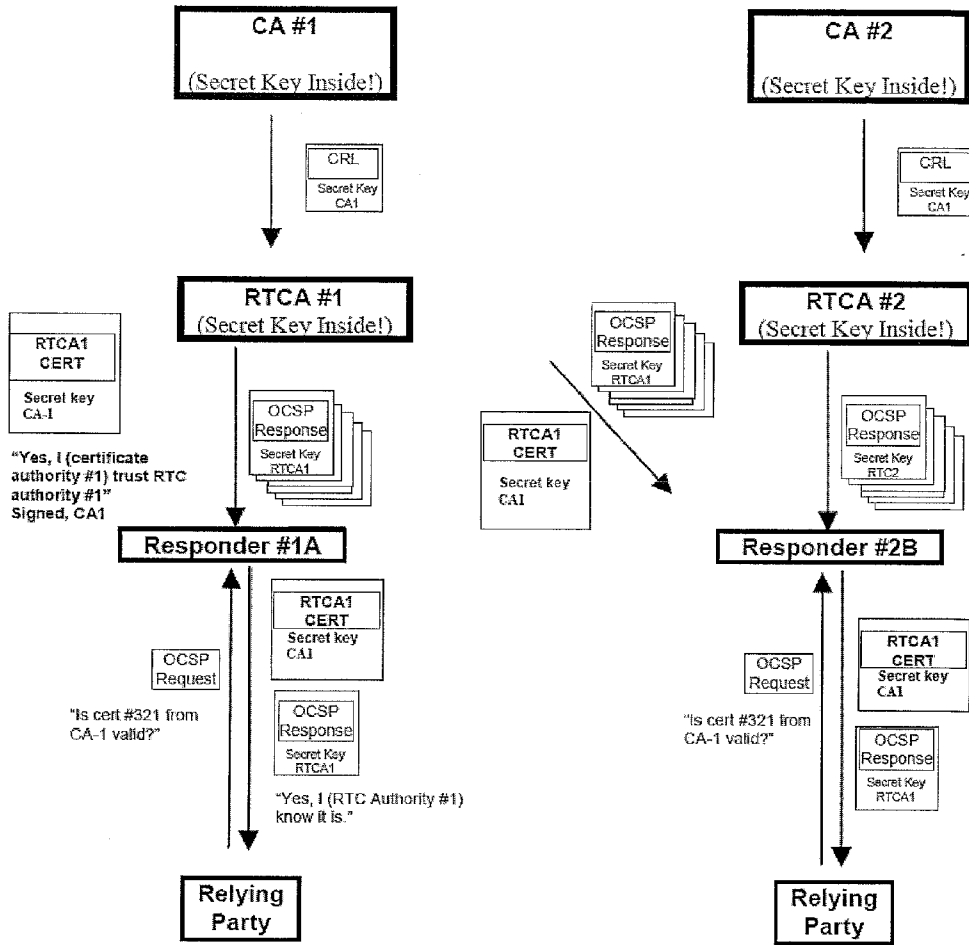 CA #1
(Secret Key Inside!)
CRL
Secret Key
CA1
RTCA #1
(Secret Key Inside!)
RTCA1
CERT
Secret key
CA-1
"Yes, I (certificate
authority #1) trust RTC
authority #1"
Signed, CA1
OCSP
Response
Secret Key
RTCA1
Responder #1A
OCSP
Request
"Is cert #321 from
CA-1 valid?"
RTCA1
CERT
Secret key
CA1
OCSP
Response
Secret Key
RTCA1
"Yes, I (RTC Authority #1)
know it is."
Relying
Party
CA #2
(Secret Key Inside!)
CRL
Secret Key
CA1
RTCA #2
(Secret Key Inside!)
OCSP
Response
Secret Key
RTCA1
RTCA1
CERT
Secret key
CA1
OCSP
Response
Secret Key
RTC2
Responder #2B
OCSP
Request
"Is cert #321 from
CA-1 valid?"
RTCA1
CERT
Secret key
CA1
OCSP
Response
Secret Key
RTCA1
Relying
Party